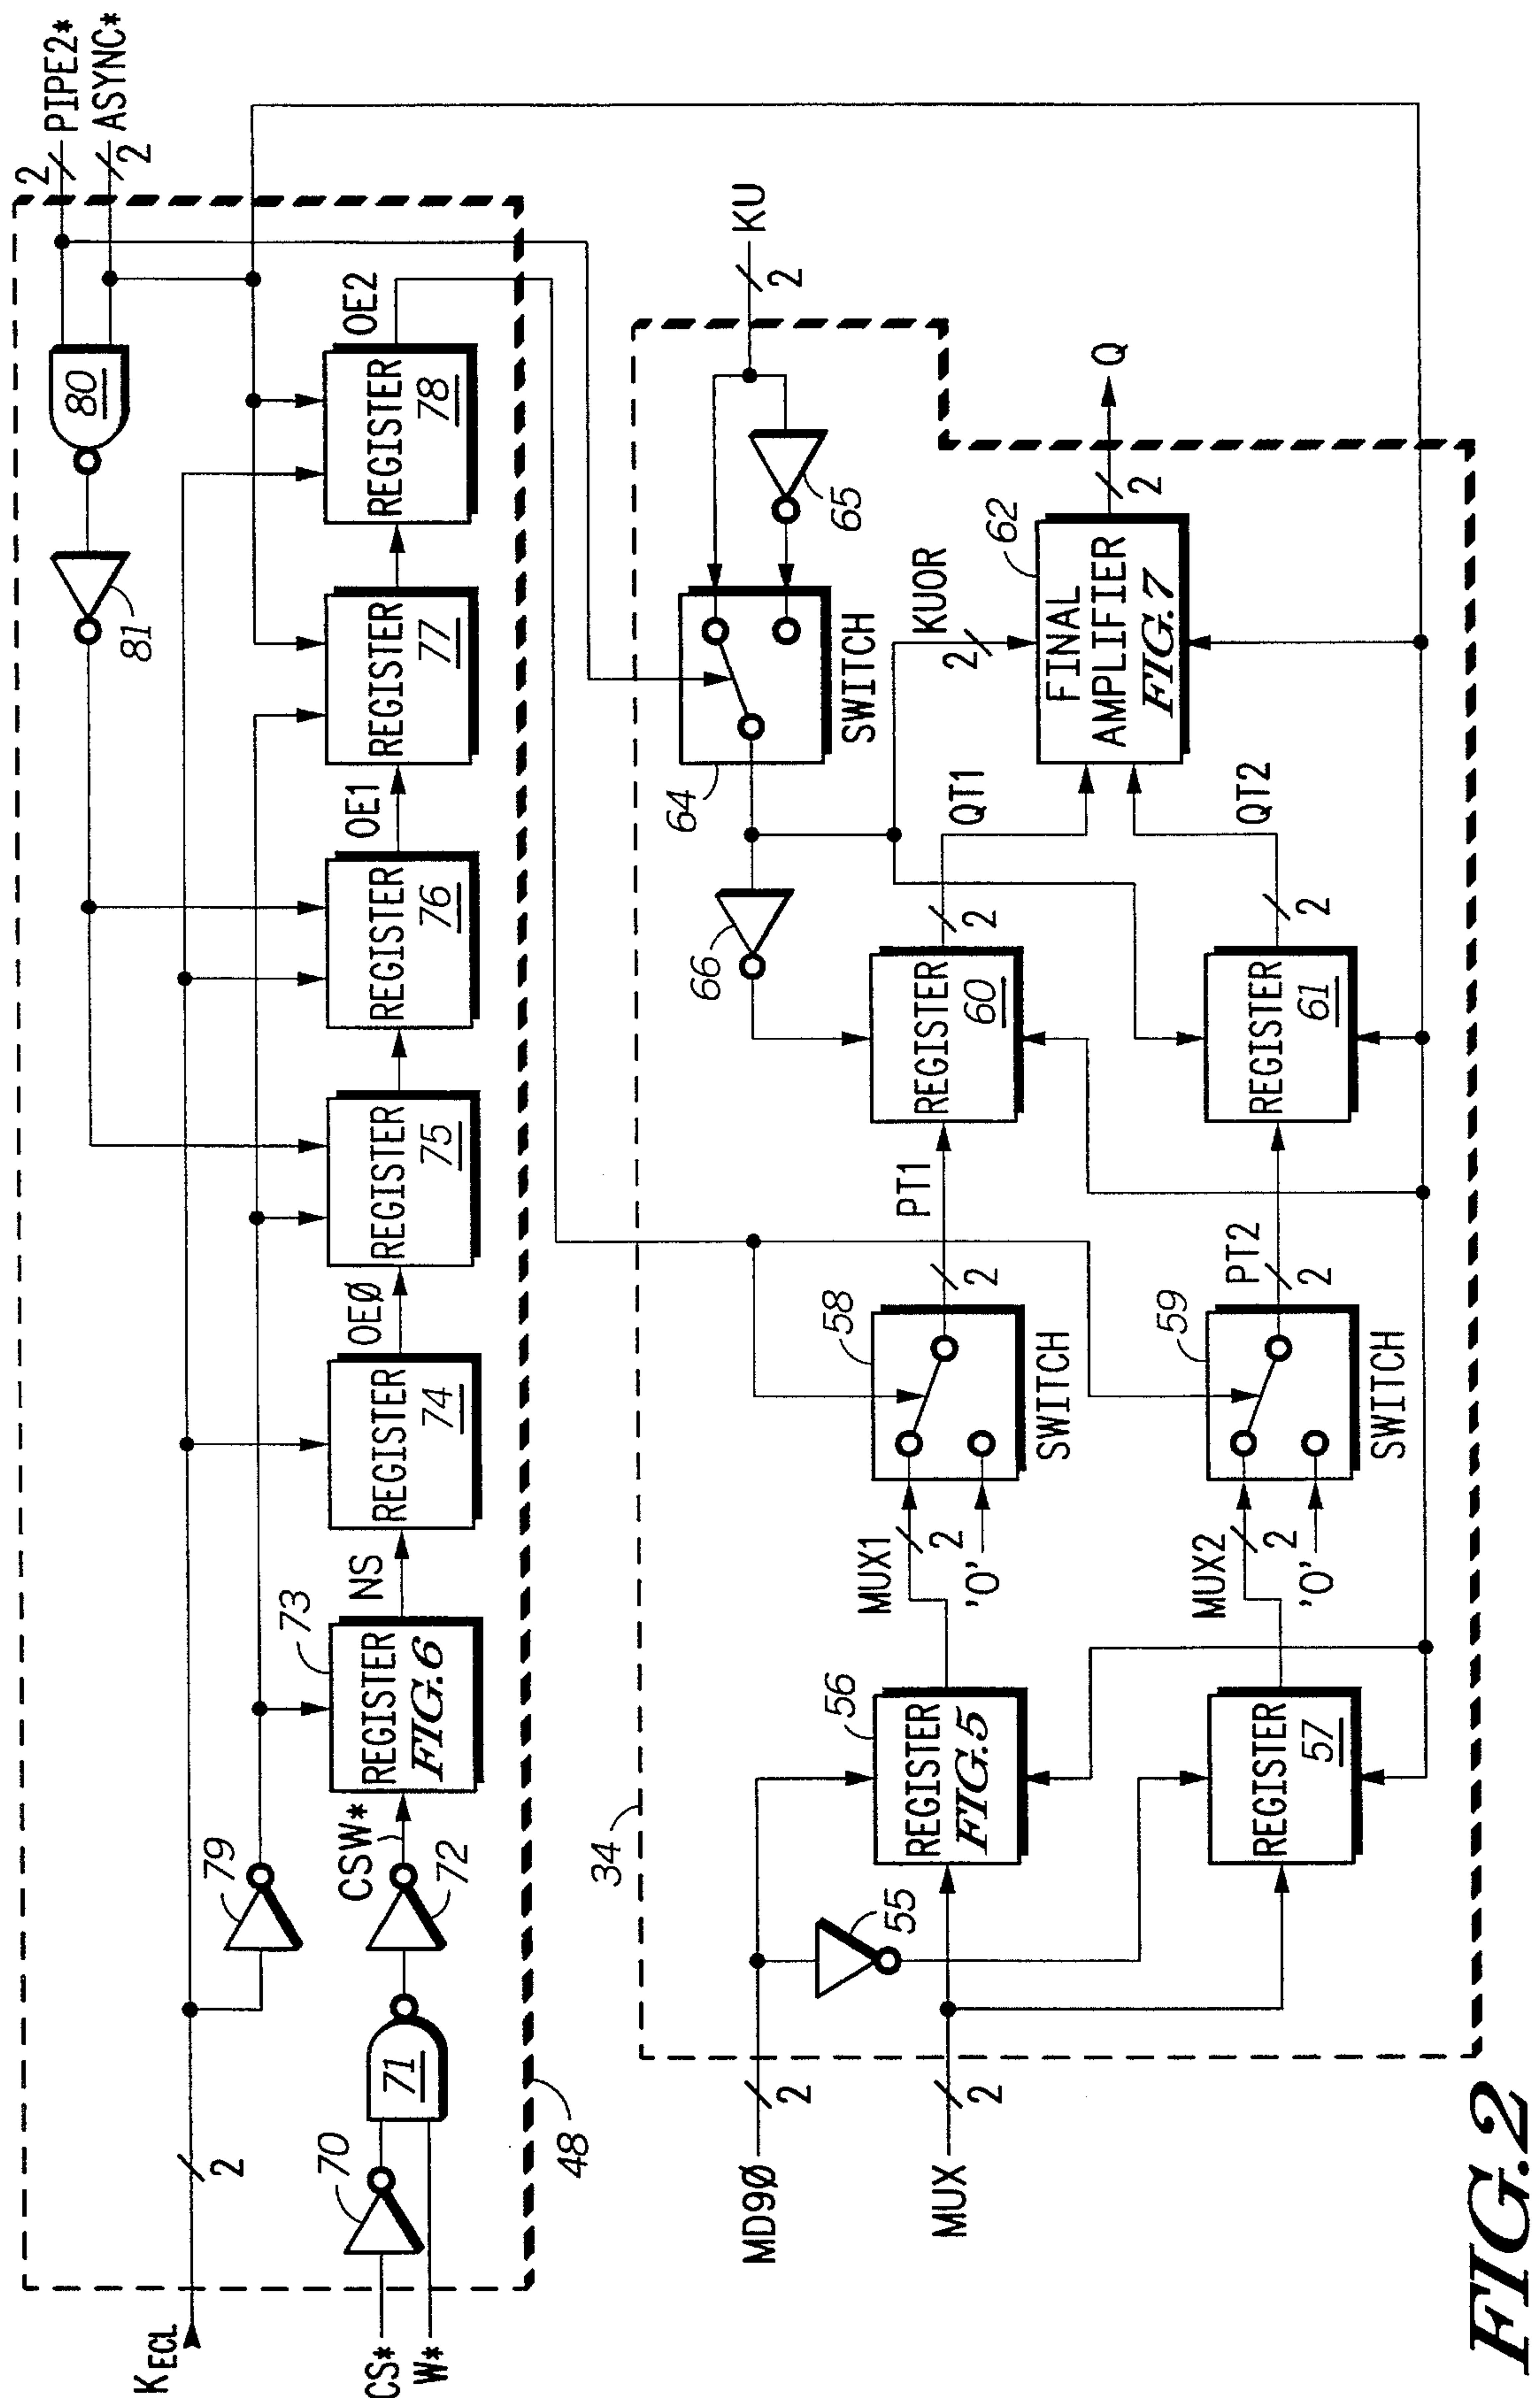 PIPE2*
2
ASYNC*
2
80
81
OE2
REGISTER
78
REGISTER
77
OE1
REGISTER
76
REGISTER
75
OEØ
REGISTER
74
NS
73
REGISTER
FIG.6
CSW*
72
79
71
70
48
2
K ECL
CS*
W*
KU
2
65
SWITCH
64
66
KUOR
2
62
FINAL
AMPLIFIER
FIG.7
Q
2
QT1
QT2
2
2
REGISTER
60
REGISTER
61
PT1
2
PT2
2
58
SWITCH
59
SWITCH
MUX1
2
'O'
MUX2
2
'O'
56
REGISTER
FIG.5
REGISTER
57
55
34
MD9Ø
2
MUX
2
FIG.2